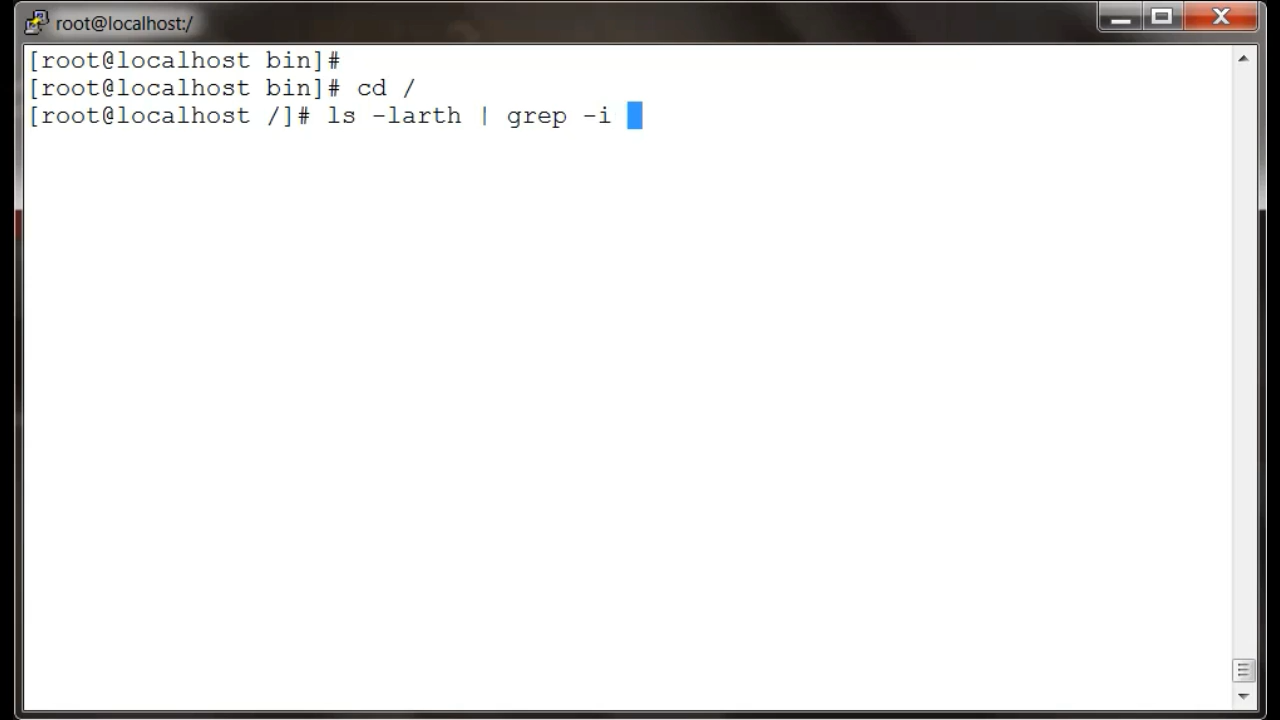 root@localhost:/
[root@localhost bin]#
[root@localhost bin]# cd /
[root@localhost /]# ls -larth | grep -i